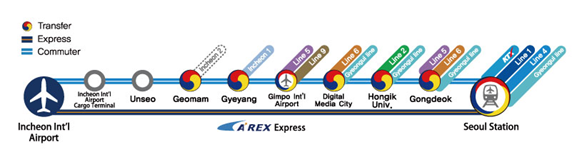 Transfer
Express
Commuter
Incheon 2
Incheon 1
Line 5
Line 9
Line 6
Gyeongui line
Line 2
Gyeongui line
Line 5
Line 6
Gyeongui line
KTX
Line 1
Line 4
Gyeongui line
Incheon Int'l
Airport
Incheon Int'l
Airport
Cargo Terminal
Unseo
Geomam
Gyeyang
Gimpo Int'l
Airport
Digital
Media City
Hongik
Univ.
Gongdeok
Seoul Station
A'REX Express